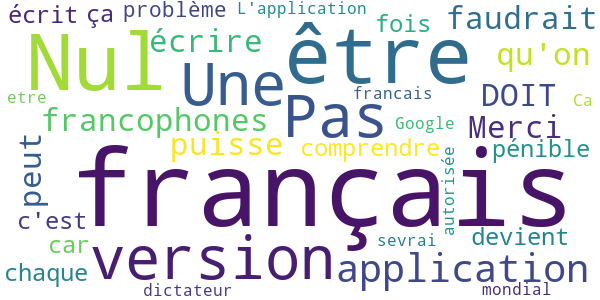 écrit ça problème L'application fois faudrait
Nul écrire être qu'on
Une Pas francais DOIT
etre francophones Google Ca
puisse comprendre Merci pénible
peut français autorisée
c'est car version sevrai devient
chaque application
dictateur mondial